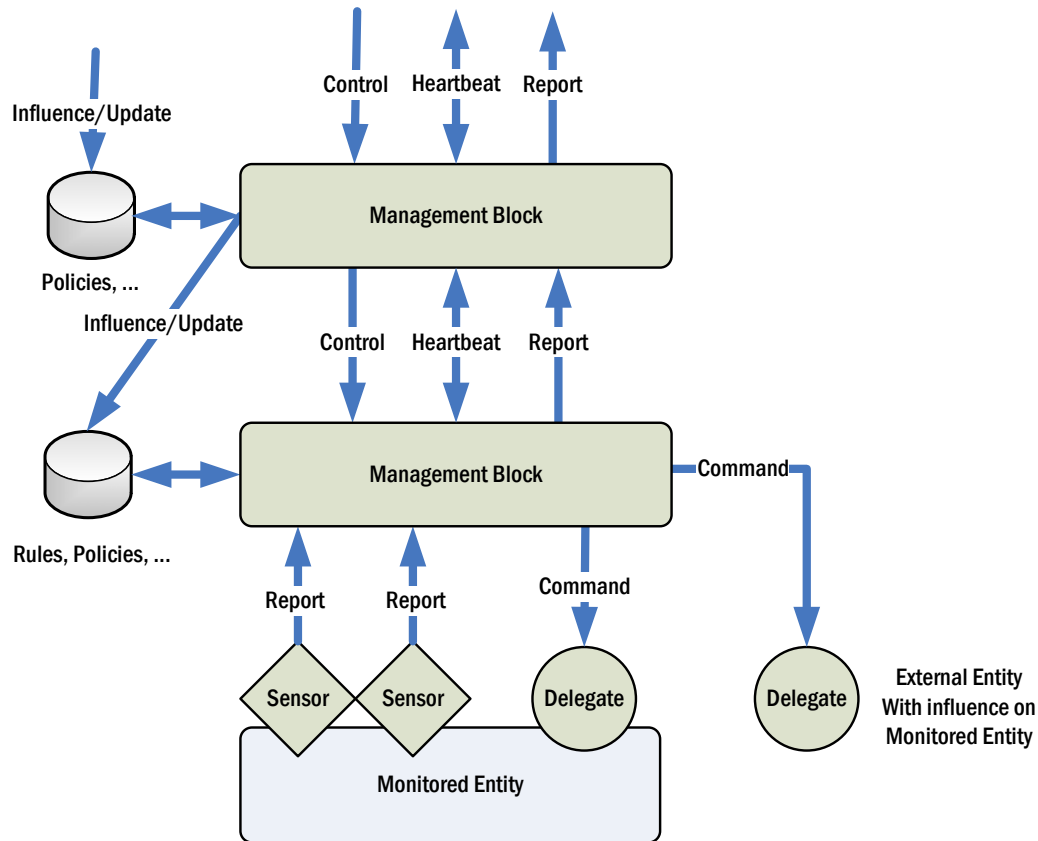 Control
Heartbeat
Report
Influence/Update
Management Block
Policies, ...
Influence/Update
Control
Heartbeat
Report
Management Block
Command
Rules, Policies, ...
Report
Report
Command
Sensor
Sensor
Delegate
Delegate
External Entity
With influence on
Monitored Entity
Monitored Entity